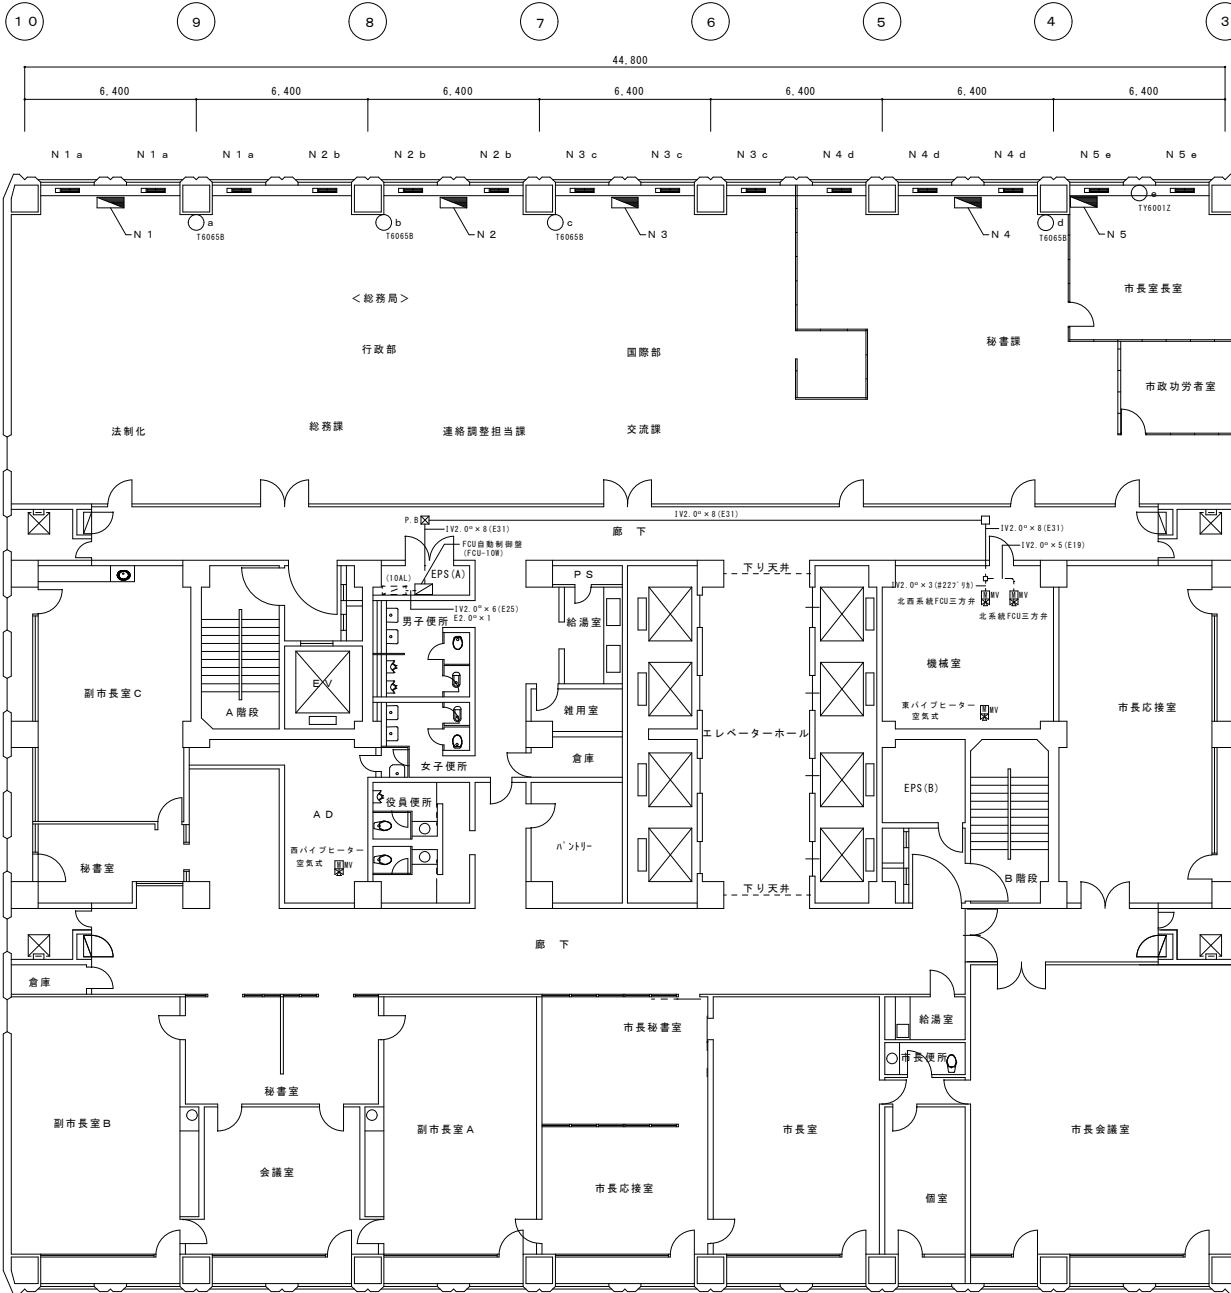 10 9 8 7 6 5 4 3
44,800
6,400 6,400 6,400 6,400 6,400 6,400 6,400
N1a N1a N1a N2b N2b N2b N3c N3c N3c N4d N4d N4d N5e N5e
N1
a
T6065B
b
T6065B
N2
c
T6065B
N3
N4
d
T6065B
N5
e
TY6001Z
<総務局>
行政部
国際部
秘書課
市長室長室
市政功労者室
法制化
総務課
連絡調整担当課
交流課
P.B
IV2.0□×8(E31)
IV2.0□×8(E31)
廊 下
IV2.0□×8(E31)
FCU自動制御盤
(FCU-10W)
IV2.0□×5(E19)
(10AL)
EPS(A)
PS
下り天井
IV2.0□×3(#22プリカ)
MV
MV
北西系統FCU三方弁
北系統FCU三方弁
IV2.0□×6(E25)
E2.0□×1
男子便所
給湯室
機械室
副市長室C
EV
A階段
雑用室
東パイプヒーター
空気式
MV
市長応接室
エレベーターホール
女子便所
倉庫
EPS(B)
AD
役員便所
パントリー
西パイプヒーター
空気式
MV
秘書室
B階段
下り天井
廊 下
倉庫
市長秘書室
給湯室
市長便所
秘書室
副市長室B
副市長室A
市長室
市長会議室
会議室
市長応接室
個室